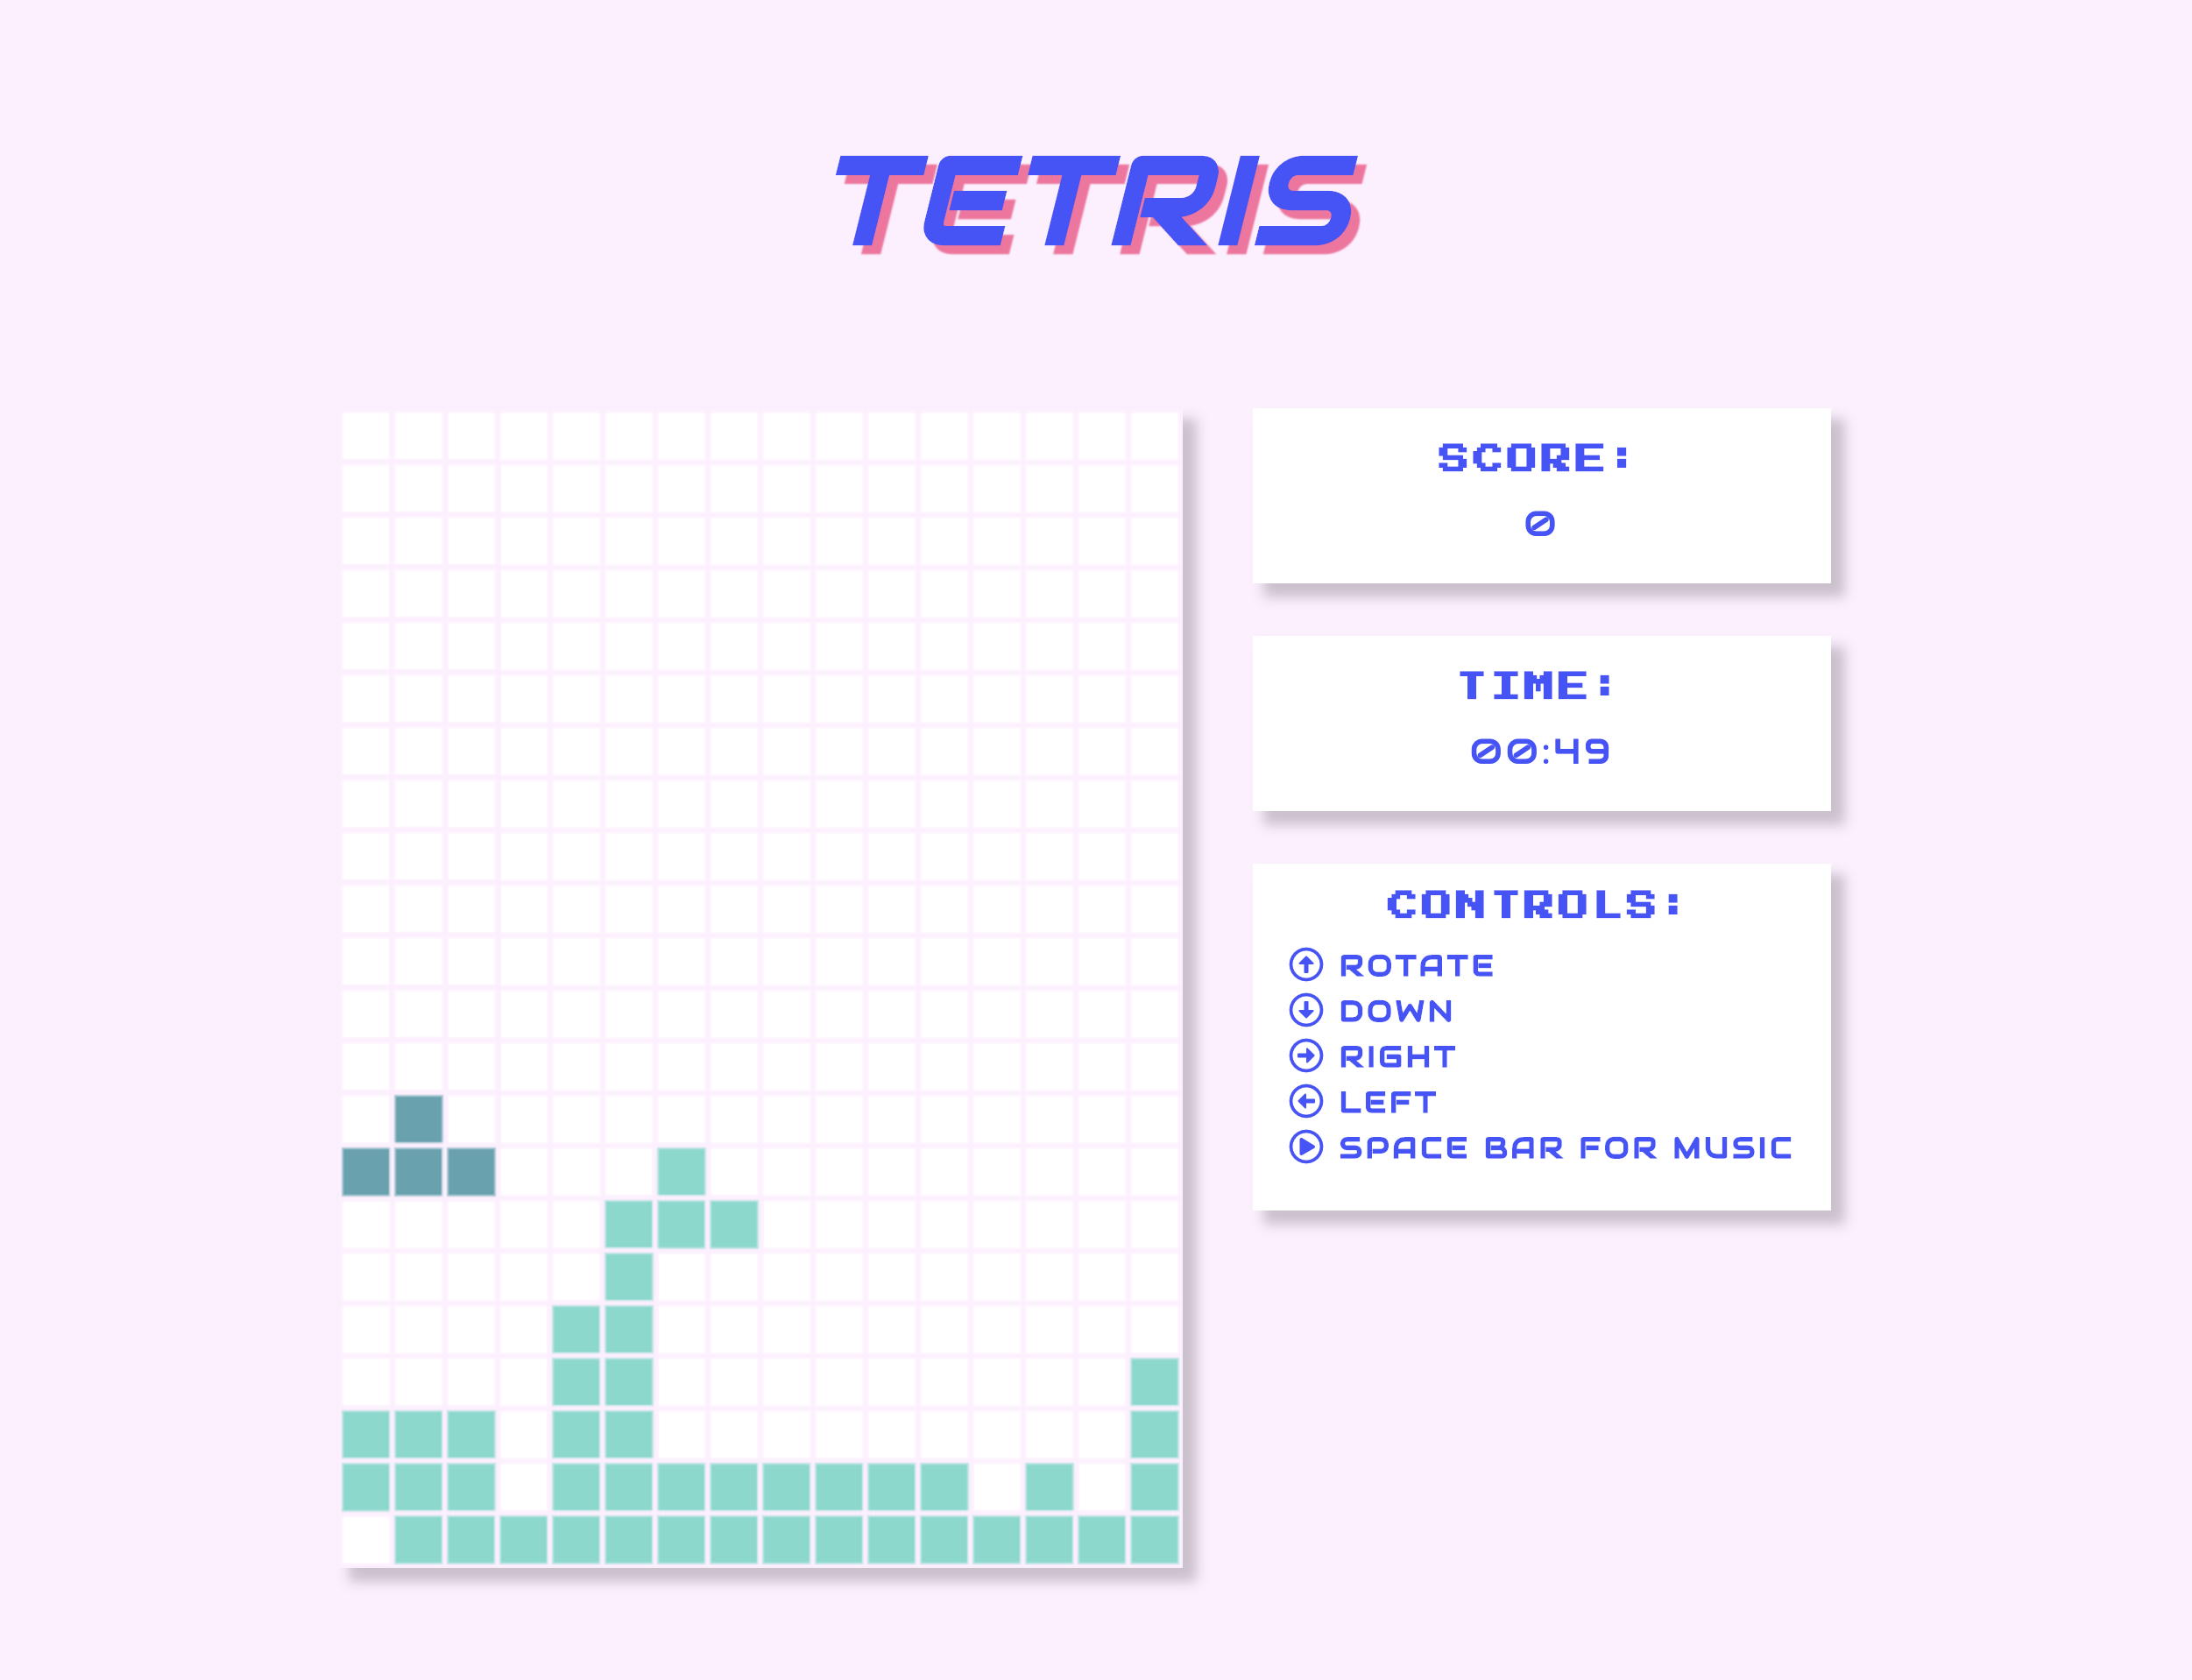 TETRIS
SCORE:
0
TIME:
00:49
CONTROLS:
ROTATE
DOWN
RIGHT
LEFT
SPACE BAR FOR MUSIC